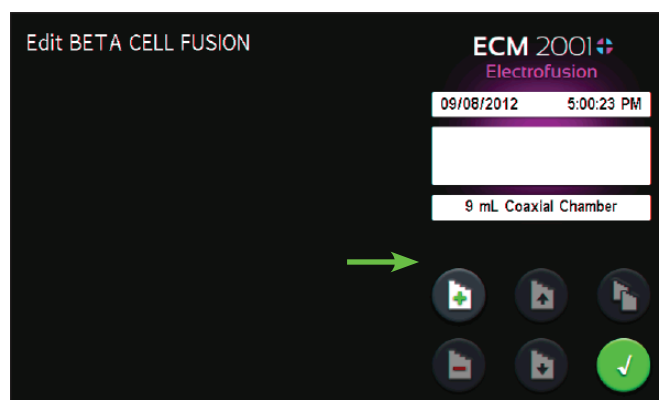 Edit BETA CELL FUSION
ECM 2001
Electrofusion
09/08/2012 5:00:23 PM
9 mL Coaxial Chamber